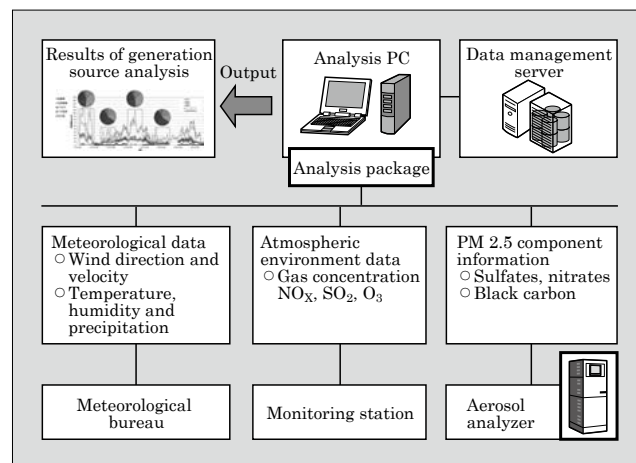 Results of generation
source analysis
Output
Analysis PC
Data management
server
Analysis package
Meteorological data
○ Wind direction and
velocity
○ Temperature,
humidity and
precipitation
Atmospheric
environment data
○ Gas concentration
NOX, SO2, O3
PM 2.5 component
information
○ Sulfates, nitrates
○ Black carbon
Meteorological
bureau
Monitoring station
Aerosol
analyzer